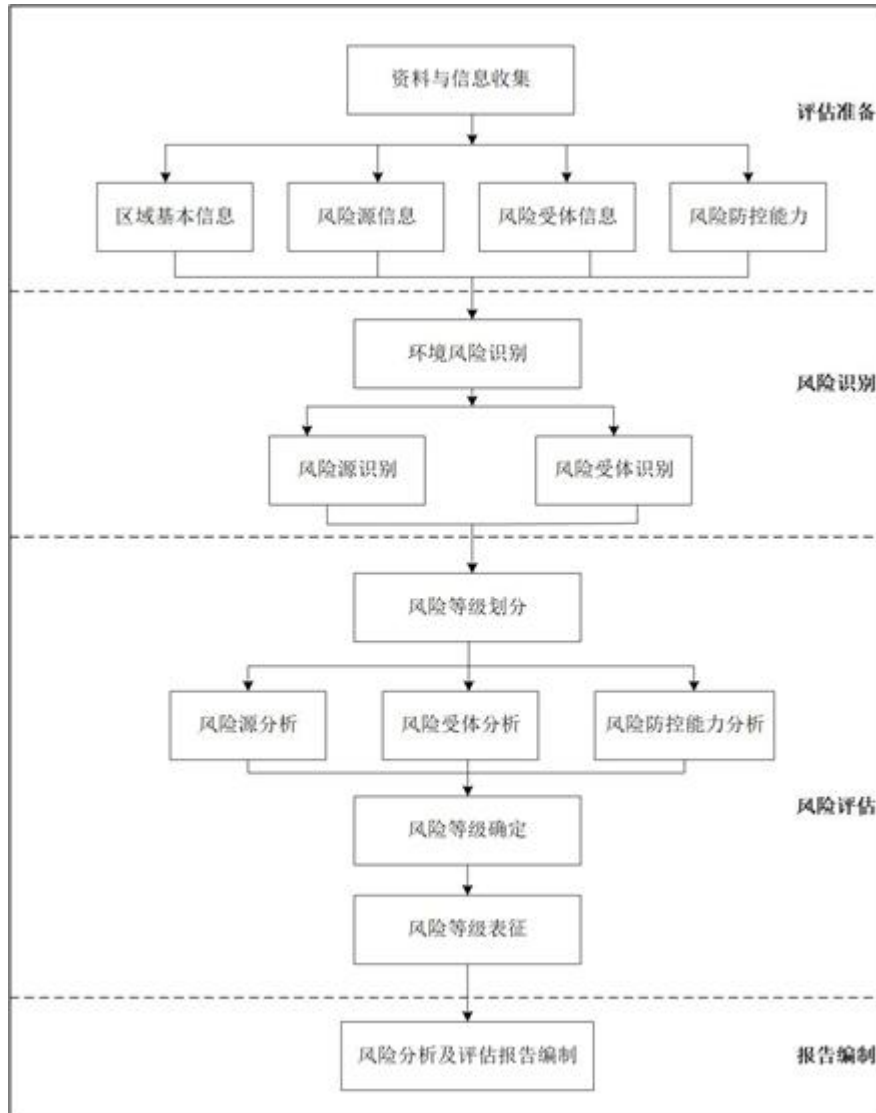 资料与信息收集
评估准备
区域基本信息
风险源信息
风险受体信息
风险防控能力
环境风险识别
风险识别
风险源识别
风险受体识别
风险等级划分
风险源分析
风险受体分析
风险防控能力分析
风险评估
风险等级确定
风险等级表征
风险分析及评估报告编制
报告编制